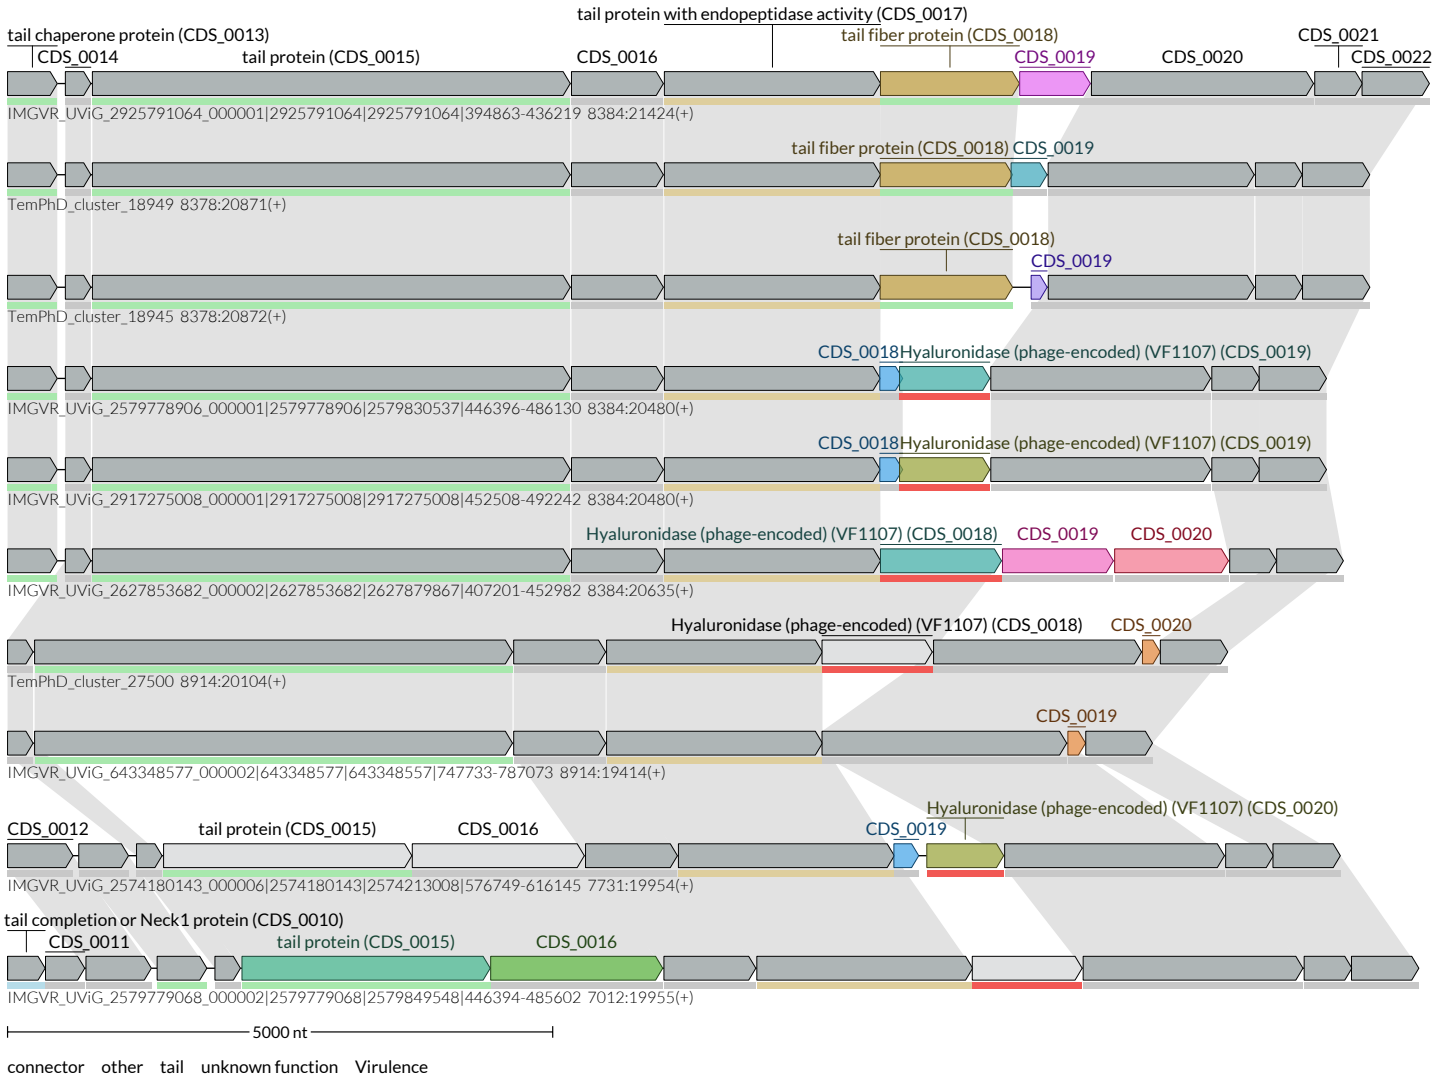 tail protein with endopeptidase activity (CDS_0017)
tail chaperone protein (CDS_0013) tail fiber protein (CDS_0018) CDS_0021
CDS_0014 tail protein (CDS_0015) CDS_0016 CDS_0019 CDS_0020 CDS_0022
IMGVR_UViG_2925791064_000001|2925791064|2925791064|394863-436219 8384:21424(+)
tail fiber protein (CDS_0018) CDS_0019
TemPhD_cluster_18949 8378:20871(+)
tail fiber protein (CDS_0018)
CDS_0019
TemPhD_cluster_18945 8378:20872(+)
CDS_0018 Hyaluronidase (phage-encoded) (VF1107) (CDS_0019)
IMGVR_UViG_2579778906_000001|2579778906|2579830537|446396-486130 8384:20480(+)
CDS_0018 Hyaluronidase (phage-encoded) (VF1107) (CDS_0019)
IMGVR_UViG_2917275008_000001|2917275008|2917275008|452508-492242 8384:20480(+)
Hyaluronidase (phage-encoded) (VF1107) (CDS_0018) CDS_0019 CDS_0020
IMGVR_UViG_2627853682_000002|2627853682|2627879867|407201-452982 8384:20635(+)
Hyaluronidase (phage-encoded) (VF1107) (CDS_0018) CDS_0020
TemPhD_cluster_27500 8914:20104(+)
CDS_0019
IMGVR_UViG_643348577_000002|643348577|643348557|747733-787073 8914:19414(+)
Hyaluronidase (phage-encoded) (VF1107) (CDS_0020)
CDS_0012 tail protein (CDS_0015) CDS_0016 CDS_0019
IMGVR_UViG_2574180143_000006|2574180143|2574213008|576749-616145 7731:19954(+)
tail completion or Neck1 protein (CDS_0010)
CDS_0011 tail protein (CDS_0015) CDS_0016
IMGVR_UViG_2579779068_000002|2579779068|2579849548|446394-485602 7012:19955(+)
5000 nt
connector other tail unknown function Virulence